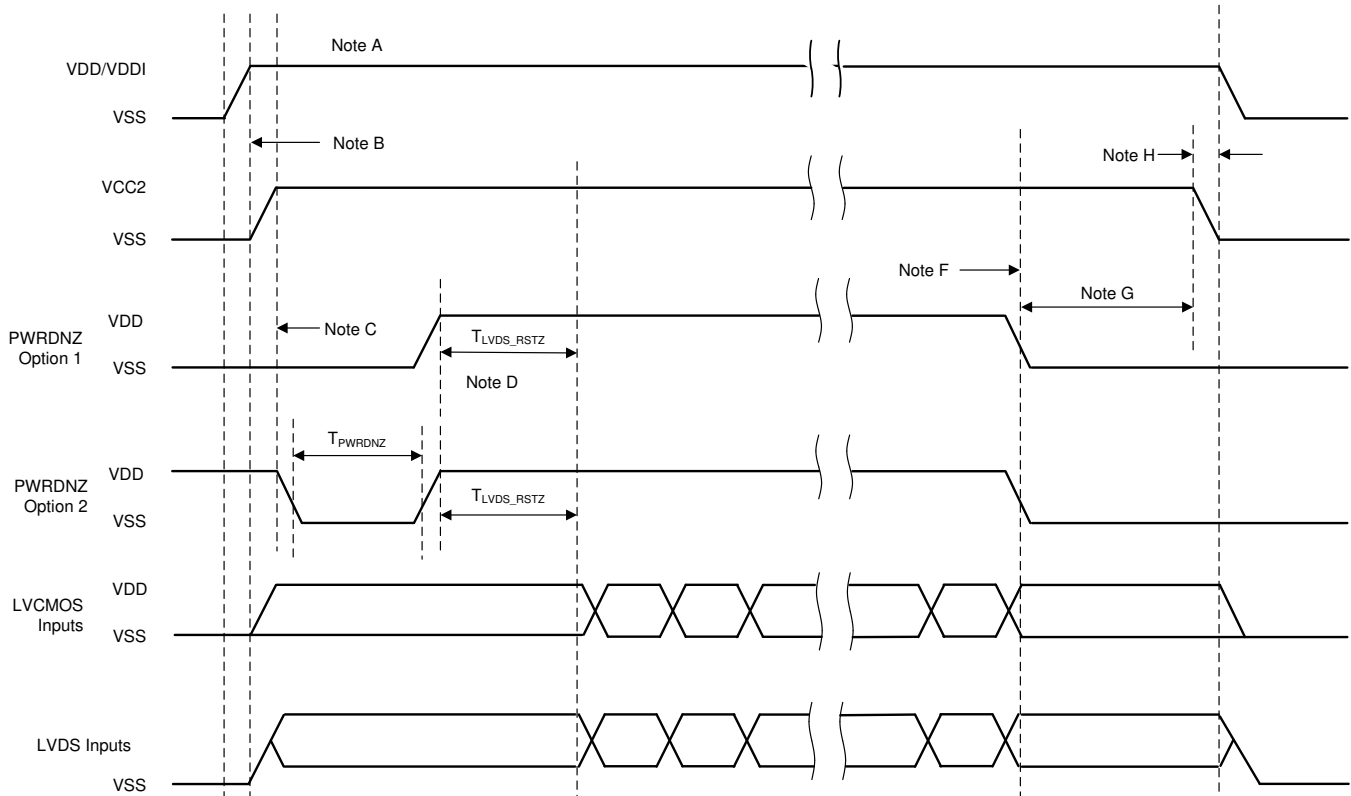 Note A
VDD/VDDI
VSS
Note B
Note H
VCC2
VSS
Note F
Note G
VDD
Note C
PWRDNZ
Option 1
TLVDS_RSTZ
VSS
Note D
TPWRDNZ
VDD
PWRDNZ
Option 2
TLVDS_RSTZ
VSS
VDD
LVCMOS
Inputs
VSS
LVDS Inputs
VSS